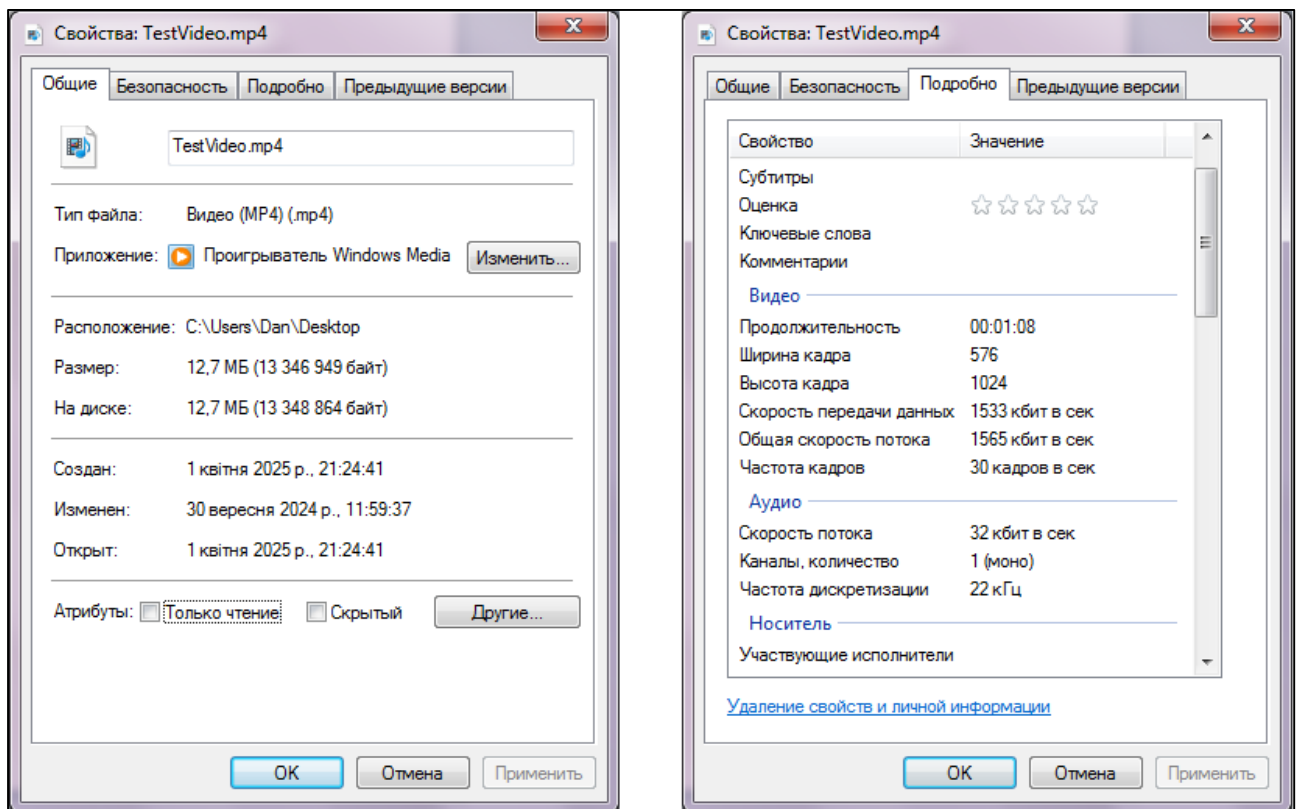 Свойства: TestVideo.mp4
Общие Безопасность Подробно Предыдущие версии
TestVideo.mp4
Тип файла: Видео (MP4) (.mp4)
Приложение: Проигрыватель Windows Media Изменить...
Расположение: C:\Users\Dan\Desktop
Размер: 12,7 МБ (13 346 949 байт)
На диске: 12,7 МБ (13 348 864 байт)
Создан: 1 квітня 2025 р., 21:24:41
Изменен: 30 вересня 2024 р., 11:59:37
Открыт: 1 квітня 2025 р., 21:24:41
Атрибуты: Только чтение Скрытый Другие...
OK Отмена Применить
Свойства: TestVideo.mp4
Общие Безопасность Подробно Предыдущие версии
Свойство Значение
Субтитры
Оценка
Ключевые слова
Комментарии
Видео
Продолжительность 00:01:08
Ширина кадра 576
Высота кадра 1024
Скорость передачи данных 1533 кбит в сек
Общая скорость потока 1565 кбит в сек
Частота кадров 30 кадров в сек
Аудио
Скорость потока 32 кбит в сек
Каналы, количество 1 (моно)
Частота дискретизации 22 кГц
Носитель
Участвующие исполнители
Удаление свойств и личной информации
OK Отмена Применить